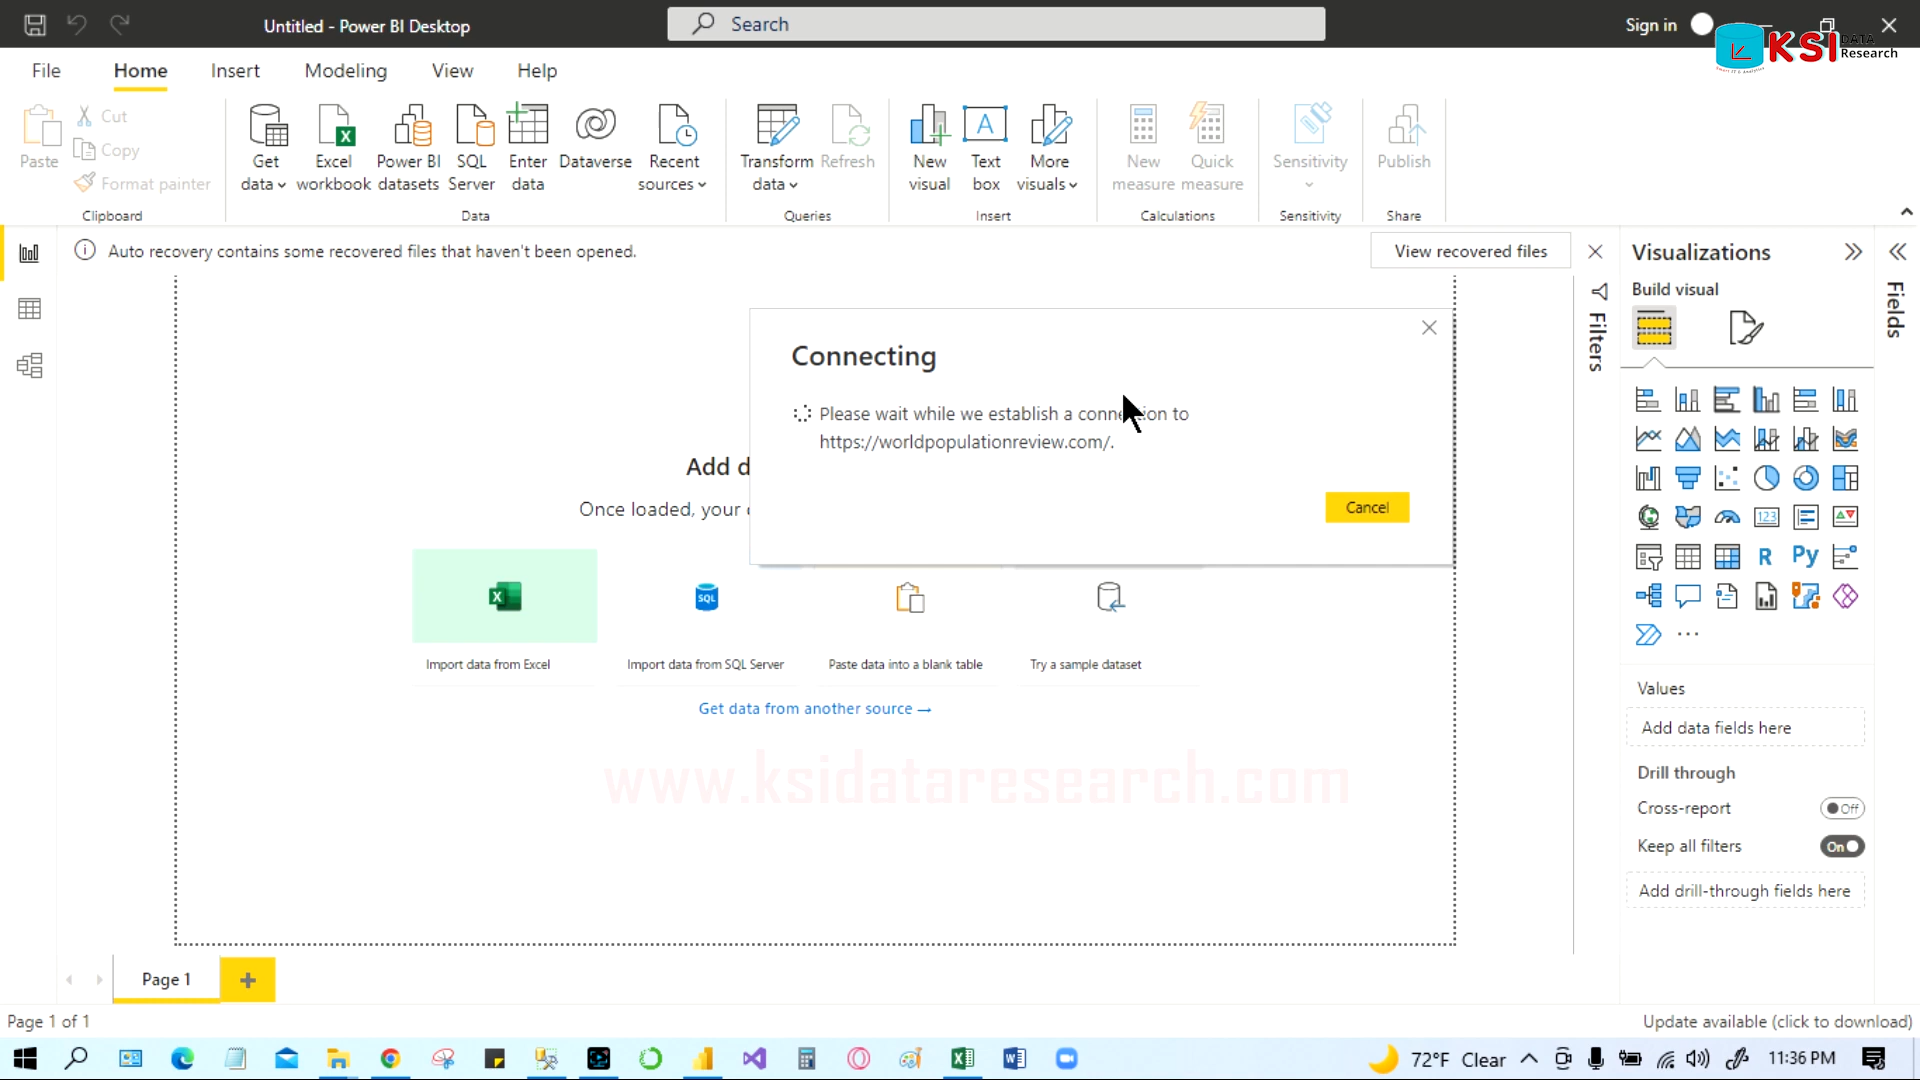 Untitled - Power BI Desktop
Search
Sign in
KSI DATA Research
File Home Insert Modeling View Help
Paste
Cut
Copy
Format painter
Clipboard
Get data
Excel workbook
Power BI datasets
SQL Server
Enter data
Dataverse
Recent sources
Data
Transform data
Refresh
Queries
New visual
Text box
More visuals
Insert
New measure
Quick measure
Calculations
Sensitivity
Sensitivity
Publish
Share
Auto recovery contains some recovered files that haven't been opened.
View recovered files
Connecting
Please wait while we establish a connection to
https://worldpopulationreview.com/.
Cancel
Add d
Once loaded, your
SQL
Import data from Excel
Import data from SQL Server
Paste data into a blank table
Try a sample dataset
Get data from another source →
www.ksidataresearch.com
Filters
Visualizations
Build visual
123
R
Py
Values
Add data fields here
Drill through
Cross-report
Off
Keep all filters
On
Add drill-through fields here
Fields
Page 1
Page 1 of 1
Update available (click to download)
72°F Clear
11:36 PM